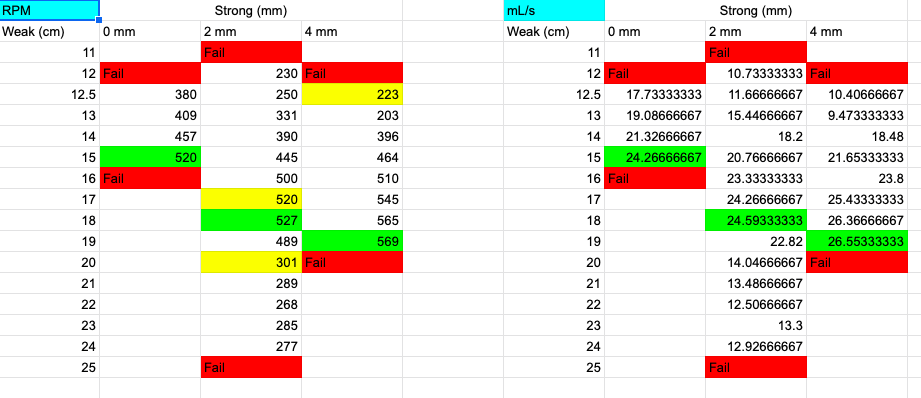 RPM Strong (mm) mL/s Strong (mm)
Weak (cm) 0 mm 2 mm 4 mm Weak (cm) 0 mm 2 mm 4 mm
11 Fail 11 Fail
12 Fail 230 Fail 12 Fail 10.73333333 Fail
12.5 380 250 223 12.5 17.73333333 11.66666667 10.40666667
13 409 331 203 13 19.08666667 15.44666667 9.473333333
14 457 390 396 14 21.32666667 18.2 18.48
15 520 445 464 15 24.26666667 20.76666667 21.65333333
16 Fail 500 510 16 Fail 23.33333333 23.8
17 520 545 17 24.26666667 25.43333333
18 527 565 18 24.59333333 26.36666667
19 489 569 19 22.82 26.55333333
20 301 Fail 20 14.04666667 Fail
21 289 21 13.48666667
22 268 22 12.50666667
23 285 23 13.3
24 277 24 12.92666667
25 Fail 25 Fail